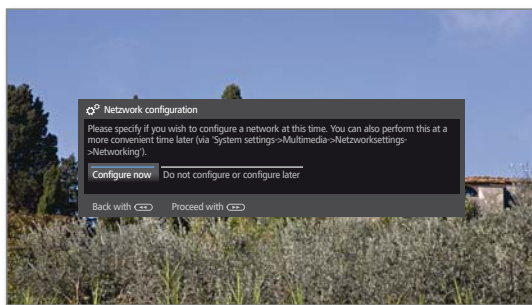 Netzwork configuration
Please specify if you wish to configure a network at this time. You can also perform this at a
more convenient time later (via 'System settings->Multimedia->Netzworksettings-
>Networking').
Configure now Do not configure or configure later
Back with Proceed with